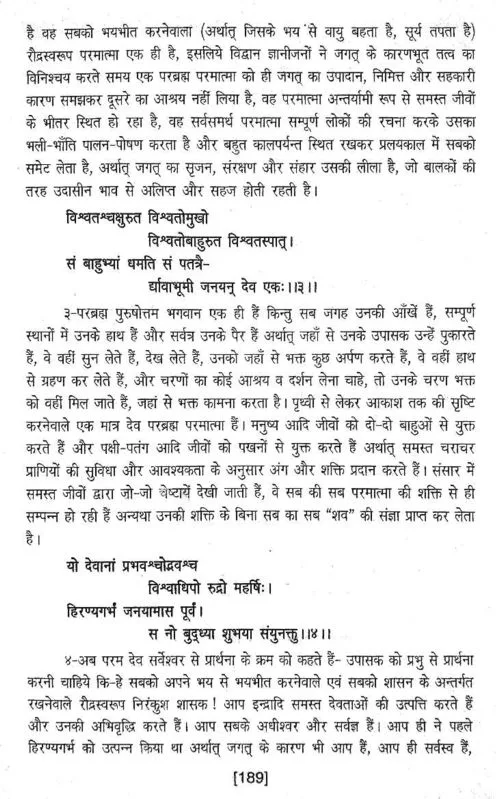 है वह सबको भयभीत करनेवाला (अर्थात् जिसके भय से वायु बहता है, सूर्य तपता है)
रौद्रस्वरूप परमात्मा एक ही है, इसलिये विद्वान ज्ञानीजनों ने जगत् के कारणभूत तत्व का
विनिश्चय करते समय एक परब्रह्म परमात्मा को ही जगत् का उपादान, निमित्त और सहकारी
कारण समझकर दूसरे का आश्रय नहीं लिया है, वह परमात्मा अन्तर्यामी रूप से समस्त जीवों
के भीतर स्थित हो रहा है, वह सर्वसमर्थ परमात्मा सम्पूर्ण लोकों की रचना करके उसका
भली-भाँति पालन-पोषण करता है और बहुत कालपर्यन्त स्थित रखकर प्रलयकाल में सबको
समेट लेता है, अर्थात् जगत् का सृजन, संरक्षण और संहार उसकी लीला है, जो बालकों की
तरह उदासीन भाव से अलिप्त और सहज होती रहती है।
विश्वतश्चक्षुरुत विश्वतोमुखो
विश्वतोबाहुरुत विश्वतस्पात्।
सं बाहुभ्यां धमति सं पतत्रै-
र्द्यावाभूमी जनयन् देव एकः।।३।।
३-परब्रह्म पुरुषोत्तम भगवान एक ही हैं किन्तु सब जगह उनकी आँखें हैं, सम्पूर्ण
स्थानों में उनके हाथ हैं और सर्वत्र उनके पैर हैं अर्थात् जहाँ से उनके उपासक उन्हें पुकारते
हैं, वे वहीं सुन लेते हैं, देख लेते हैं, उनको जहाँ से भक्त कुछ अर्पण करते हैं, वे वहीं हाथ
से ग्रहण कर लेते हैं, और चरणों का कोई आश्रय व दर्शन लेना चाहे, तो उनके चरण भक्त
को वहीं मिल जाते हैं, जहां से भक्त कामना करता है। पृथ्वी से लेकर आकाश तक की सृष्टि
करनेवाले एक मात्र देव परब्रह्म परमात्मा हैं। मनुष्य आदि जीवों को दो-दो बाहुओं से युक्त
करते हैं और पक्षी-पतंग आदि जीवों को पखनों से युक्त करते हैं अर्थात् समस्त चराचर
प्राणियों की सुविधा और आवश्यकता के अनुसार अंग और शक्ति प्रदान करते हैं। संसार में
समस्त जीवों द्वारा जो-जो चेष्टायें देखी जाती हैं, वे सब की सब परमात्मा की शक्ति से ही
सम्पन्न हो रही हैं अन्यथा उनकी शक्ति के बिना सब का सब “शव” की संज्ञा प्राप्त कर लेता
है।
यो देवानां प्रभवश्चोद्भवश्च
विश्वाधिपो रुद्रो महर्षिः।
हिरण्यगर्भं जनयामास पूर्वं।
स नो बुद्ध्या शुभया संयुनक्तु।।४।।
४-अब परम देव सर्वेश्वर से प्रार्थना के क्रम को कहते हैं- उपासक को प्रभु से प्रार्थना
करनी चाहिये कि-हे सबको अपने भय से भयभीत करनेवाले एवं सबको शासन के अन्तर्गत
रखनेवाले रौद्रस्वरूप निरंकुश शासक ! आप इन्द्रादि समस्त देवताओं की उत्पत्ति करते हैं
और उनकी अभिवृद्धि करते हैं। आप सबके अधीश्वर और सर्वज्ञ हैं। आप ही ने पहले
हिरण्यगर्भ को उत्पन्न किया था अर्थात् जगत् के कारण भी आप हैं, आप ही सर्वस्व हैं,
[189]